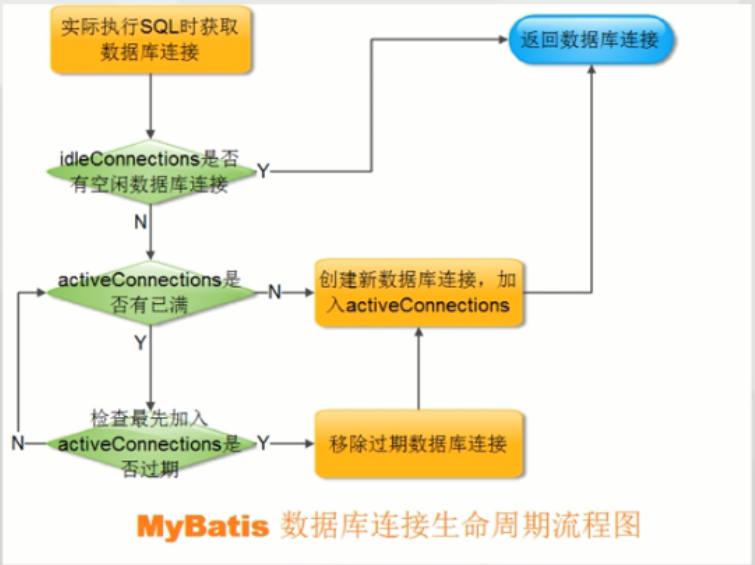 实际执行SQL时获取
数据库连接
返回数据库连接
idleConnections是否
有空闲数据库连接
Y
N
activeConnections是
否有已满
N
创建新数据库连接，加
入activeConnections
Y
检查最先加入
activeConnections是
否过期
N
Y
移除过期数据库连接
MyBatis 数据库连接生命周期流程图